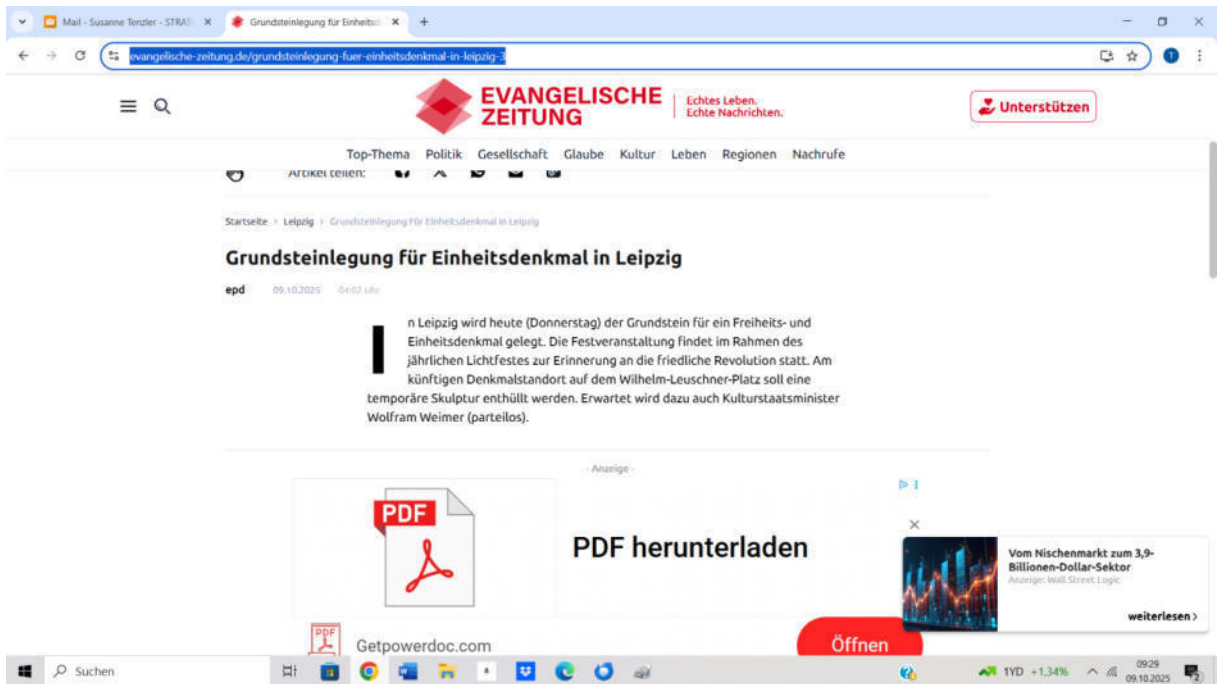 Mail - Susanne Tenzler - STRAT
Grundsteinlegung für Einheitsd
evangelische-zeitung.de/grundsteinlegung-fuer-einheitsdenkmal-in-leipzig-3
T
EVANGELISCHE
ZEITUNG
Echtes Leben.
Echte Nachrichten.
Unterstützen
Top-Thema Politik Gesellschaft Glaube Kultur Leben Regionen Nachrufe
Artikel teilen:
Startseite > Leipzig > Grundsteinlegung Für Einheitsdenkmal in Leipzig
Grundsteinlegung für Einheitsdenkmal in Leipzig
epd 09.10.2025 04:02 Uhr
In Leipzig wird heute (Donnerstag) der Grundstein für ein Freiheits- und
Einheitsdenkmal gelegt. Die Festveranstaltung findet im Rahmen des
jährlichen Lichtfestes zur Erinnerung an die friedliche Revolution statt. Am
künftigen Denkmalstandort auf dem Wilhelm-Leuschner-Platz soll eine
temporäre Skulptur enthüllt werden. Erwartet wird dazu auch Kulturstaatsminister
Wolfram Weimer (parteilos).
- Anzeige -
PDF
PDF herunterladen
Vom Nischenmarkt zum 3,9-
Billionen-Dollar-Sektor
Anzeige: Wall Street Logic
weiterlesen >
PDF
Getpowerdoc.com
Öffnen
Suchen
1YD +1,34%
09:29
09.10.2025
2